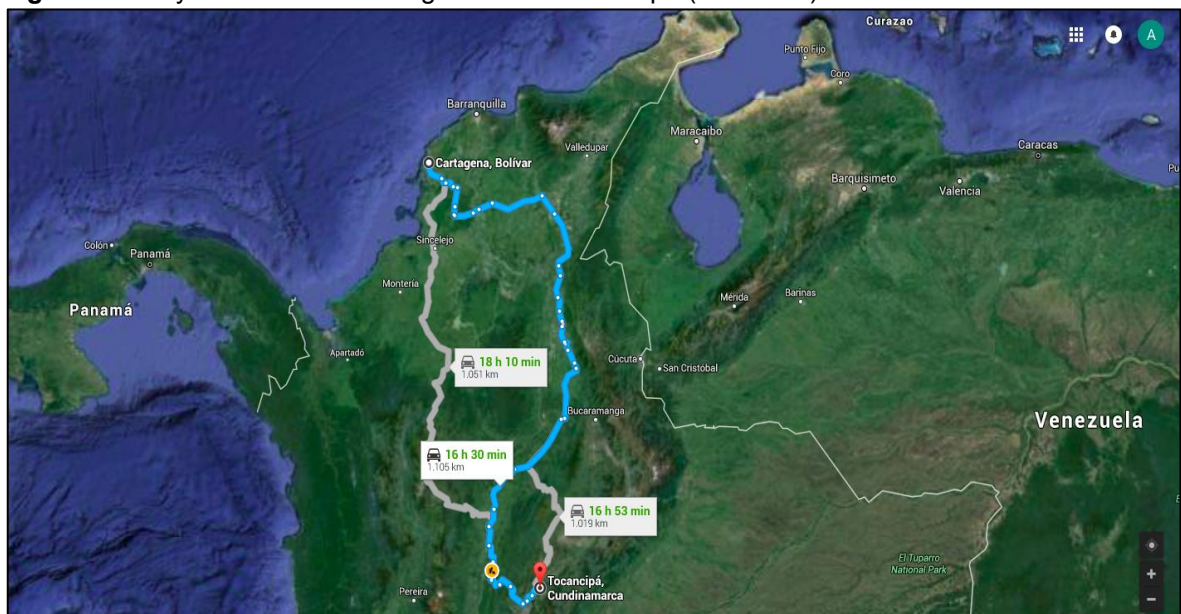 Curazao
A
Punto Fijo
Coro
Barranquilla
Maracaibo
Valledupar
Caracas
Cartagena, Bolívar
Barquisimeto
Valencia
Sincelejo
Colón
Panamá
Montería
Mérida
Barinas
Panamá
Apartadó
18 h 10 min
1.051 km
Cúcuta
San Cristóbal
Bucaramanga
Venezuela
16 h 30 min
1.105 km
16 h 53 min
1.019 km
El Tuparro
National Park
Pereira
Tocancipá,
Cundinamarca